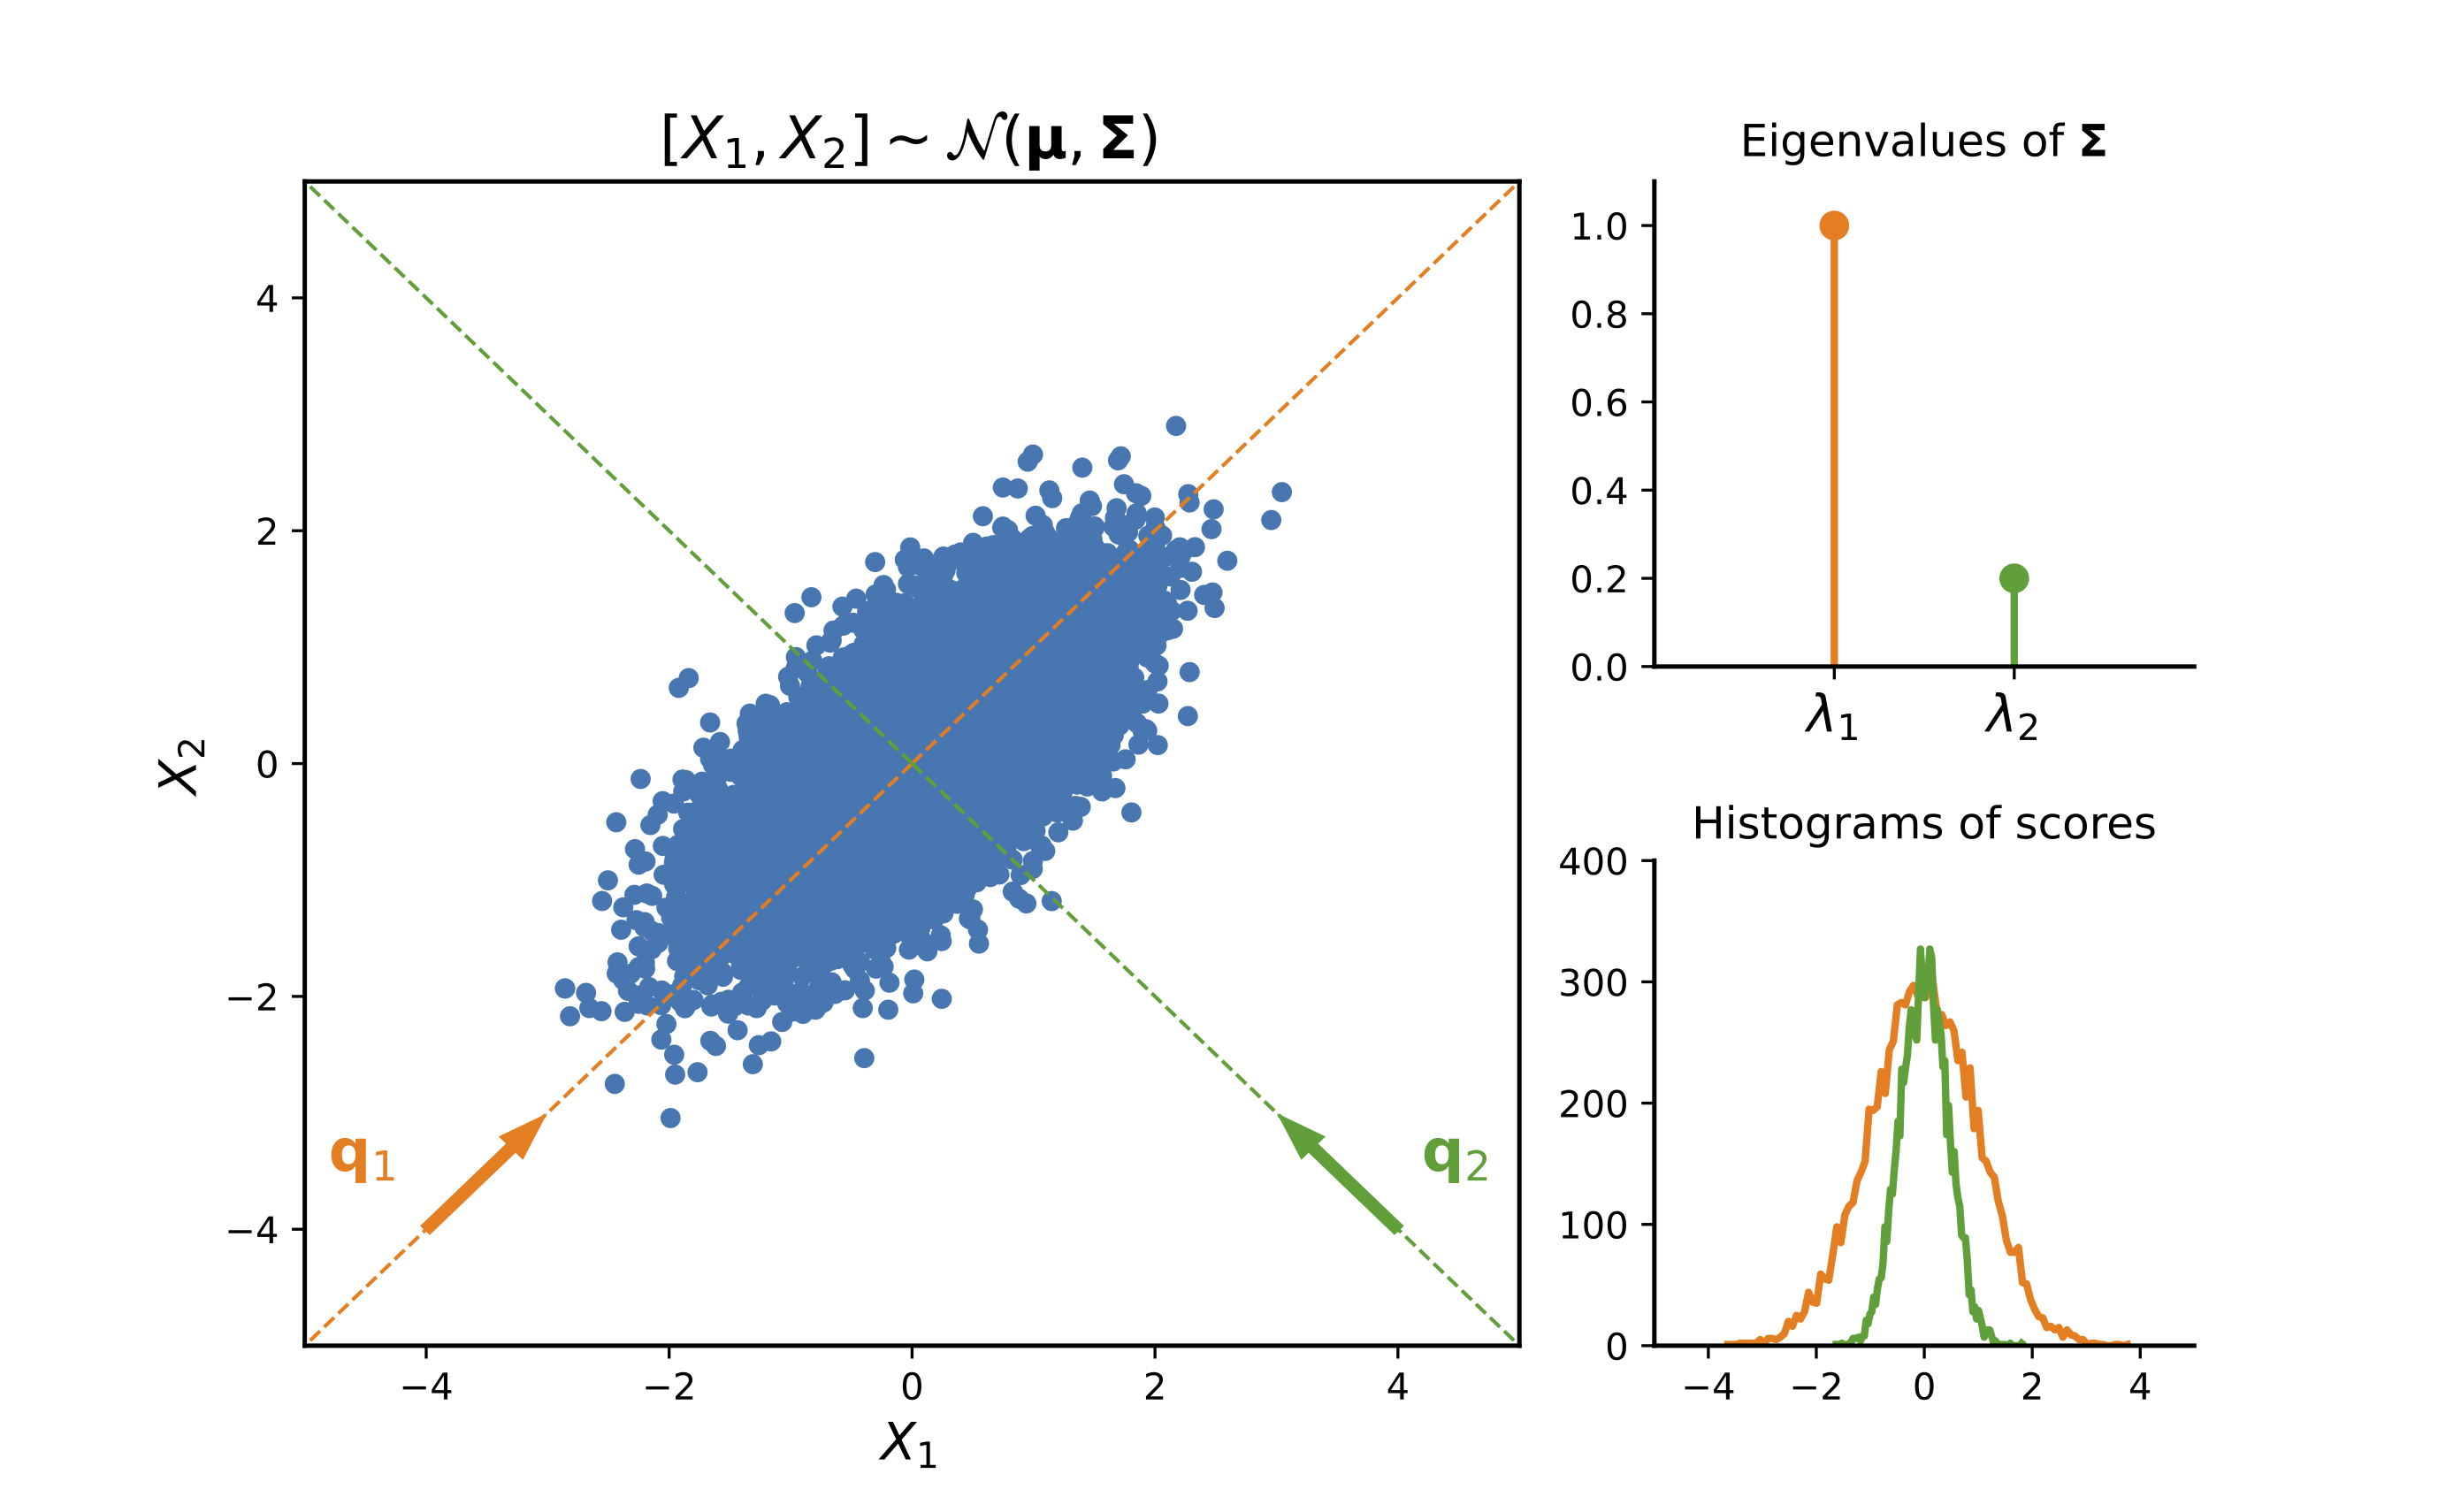 [X₁, X₂] ~ 𝒩(μ, Σ)
4
2
0
−2
−4
X₂
q₁
q₂
−4 −2 0 2 4
X₁
Eigenvalues of Σ
1.0
0.8
0.6
0.4
0.2
0.0
λ₁ λ₂
Histograms of scores
400
300
200
100
0
−4 −2 0 2 4